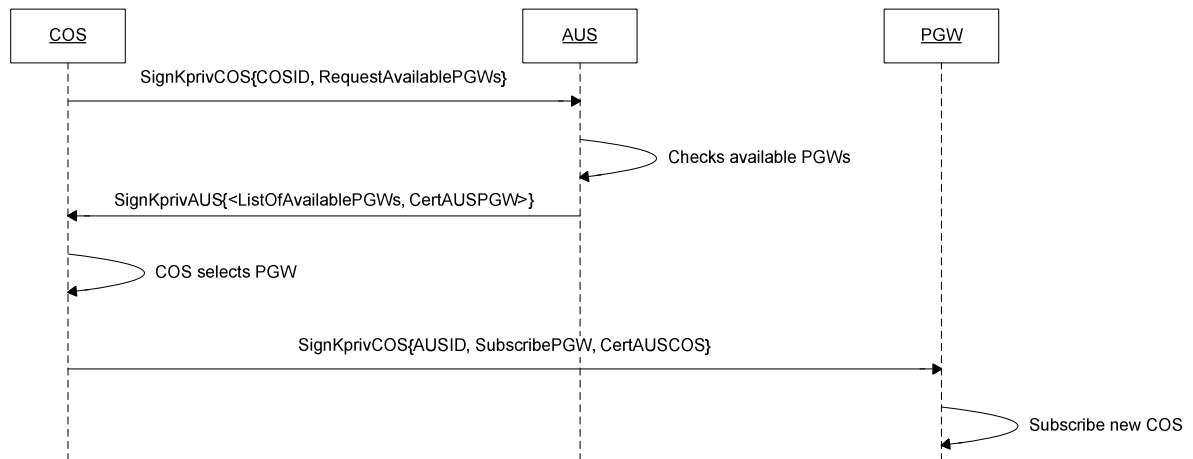 COS
AUS
PGW
SignKprivCOS{COSID, RequestAvailablePGWs}
Checks available PGWs
SignKprivAUS{<ListOfAvailablePGWs, CertAUSPGW>}
COS selects PGW
SignKprivCOS{AUSID, SubscribePGW, CertAUSCOS}
Subscribe new COS